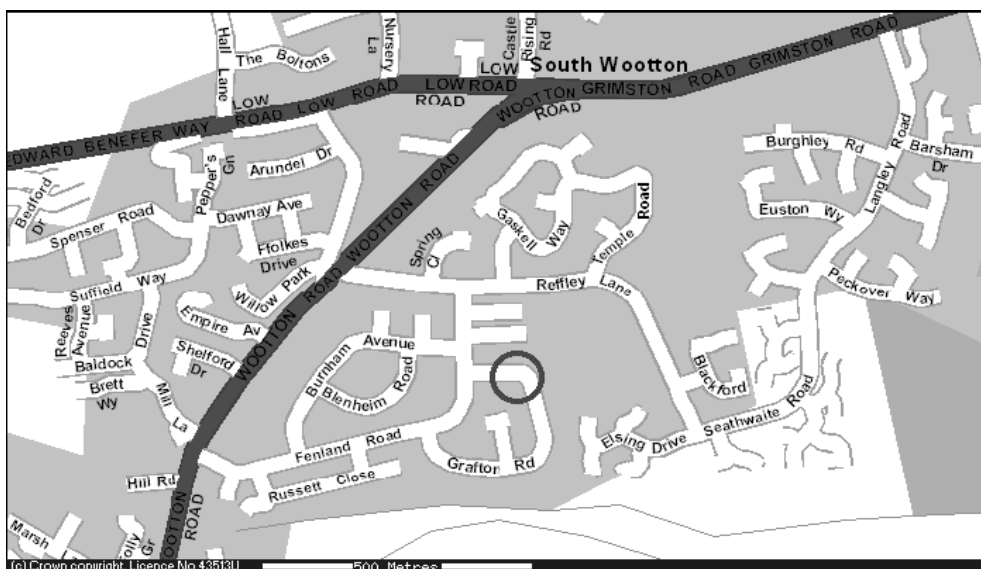 Hall Lane
The Boltons
Nursery La
Castle Rising Rd
South Wootton
LOW ROAD
LOW ROAD
LOW ROAD
LOW ROAD
EDWARD BENEFER WAY
WOOTTON ROAD
GRIMSTON ROAD
GRIMSTON ROAD
Pepper's Gn
Arundel Dr
WOOTTON ROAD
Burghley Rd
Langley Road
Barsham Dr
Bedford Dr
Spenser Road
Dawnay Ave
Ffolkes Drive
Willow Park
Spring Cl
Gaskell Way
Temple Road
Euston Wy
Peckover Way
Suffield Way
Reffley Lane
Reeves Avenue
Drive
Empire Av
Shelford Dr
WOOTTON ROAD
Burnham Avenue
Blenheim Road
Baldock
Brett Wy
Mill La
Blackford
Elsing Drive
Seathwaite Road
Fenland Road
Grafton Rd
Russett Close
Hill Rd
WOOTTON ROAD
Marsh
Gr
(c) Crown copyright. Licence No 43513U
500 Metres